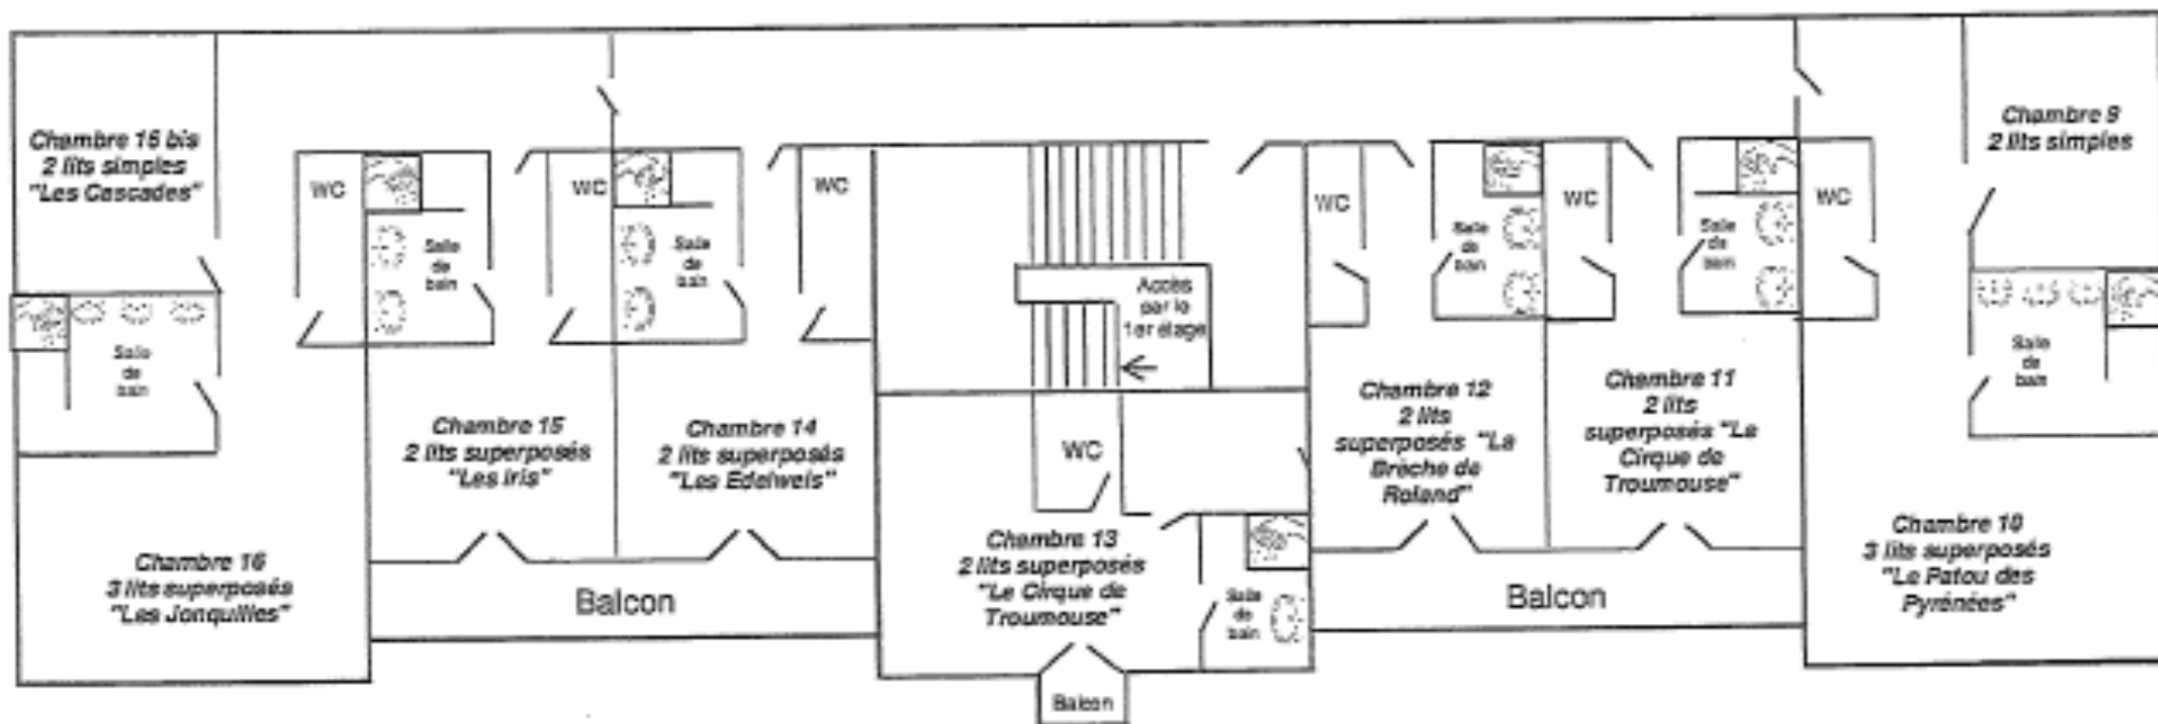 Chambre 16 bis
2 lits simples
"Les Cascades"
Chambre 9
2 lits simples
WC
WC
WC
WC
WC
WC
Salle
de
bain
Salle
de
bain
Salle
de
bain
Salle
de
bain
Accès
par le
1er étage
Salle
de
bain
Salle
de
bain
Chambre 15
2 lits superposés
"Les Iris"
Chambre 14
2 lits superposés
"Les Edelweis"
WC
Chambre 12
2 lits
superposés "La
Brèche de
Roland"
Chambre 11
2 lits
superposés "Le
Cirque de
Troumouse"
Chambre 16
3 lits superposés
"Les Jonquilles"
Balcon
Chambre 13
2 lits superposés
"Le Cirque de
Troumouse"
Salle
de
bain
Balcon
Chambre 10
3 lits superposés
"Le Patou des
Pyrénées"
Balcon